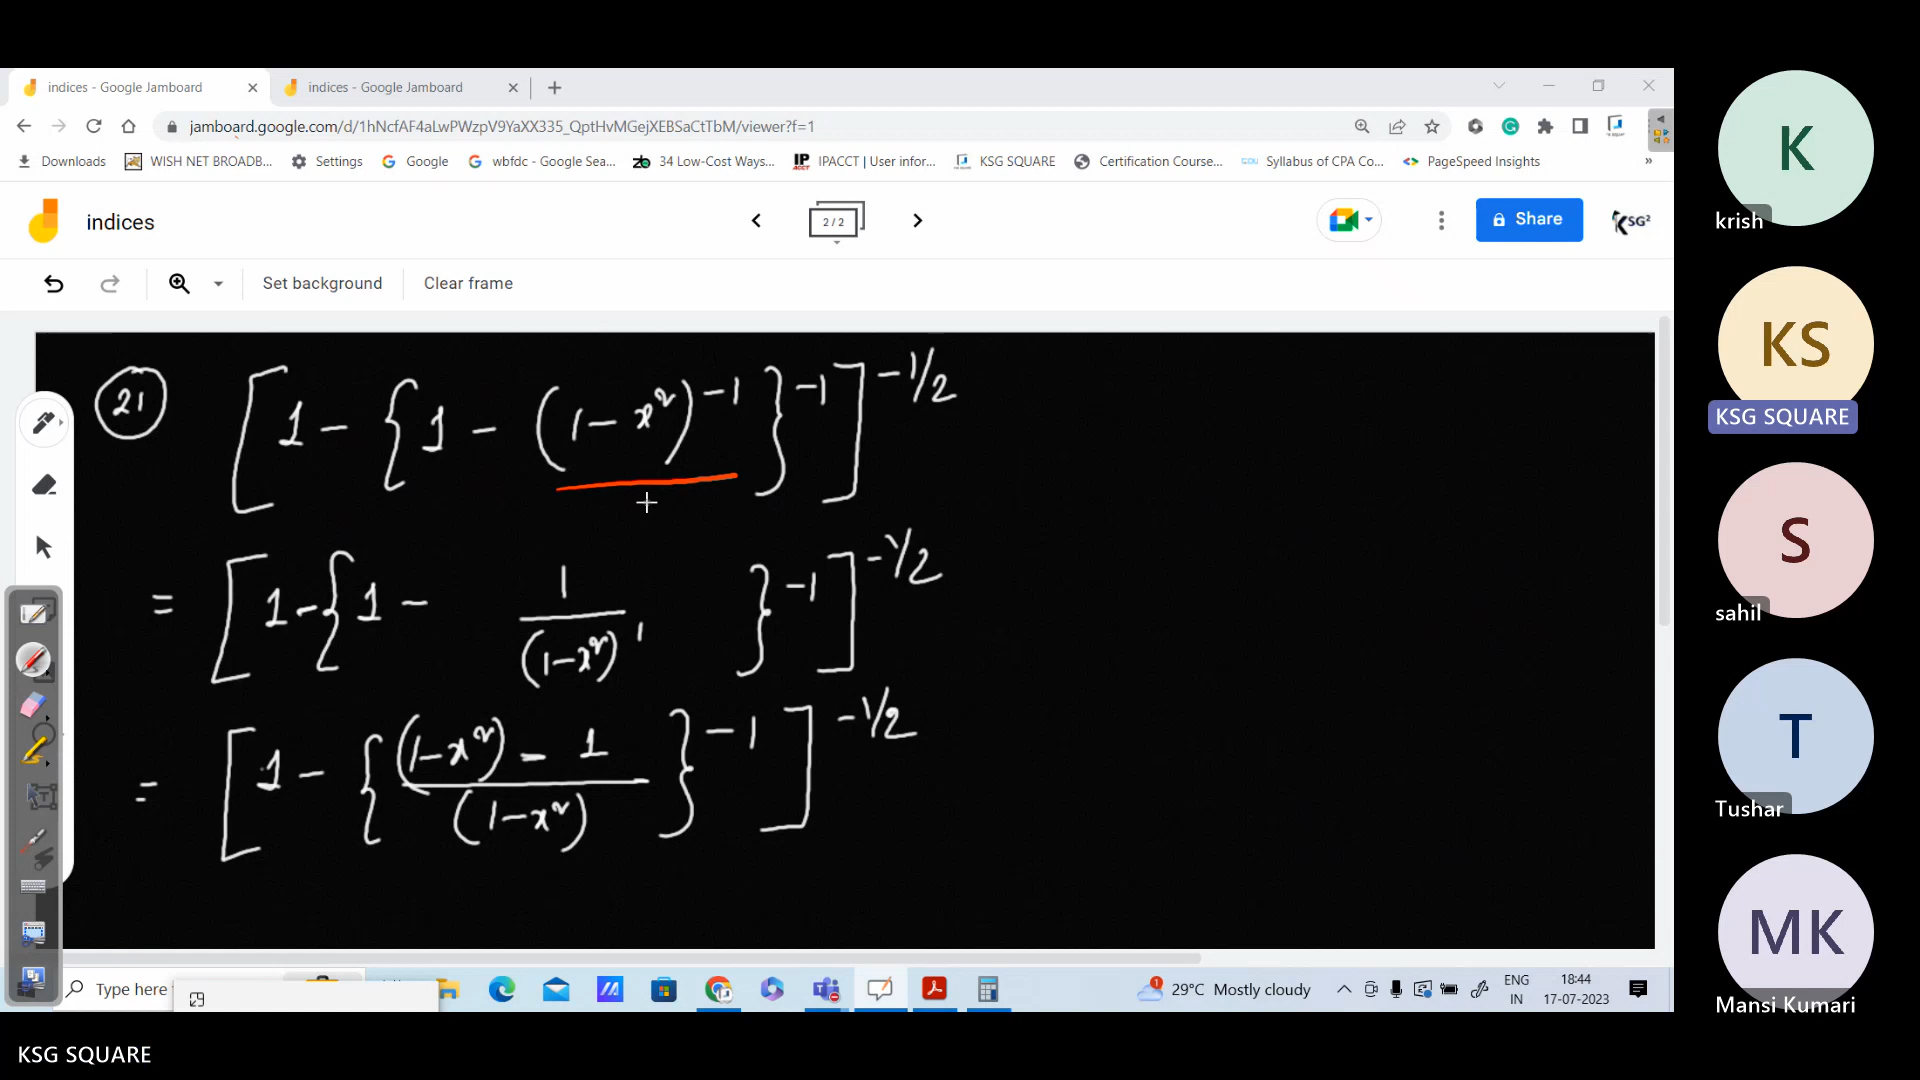 indices - Google Jamboard
indices - Google Jamboard
jamboard.google.com/d/1hNcfAF4aLwPWzpV9YaXX335_QptHvMGejXEBSaCtTbM/viewer?f=1
Downloads WISH NET BROADB... Settings Google wbfdc - Google Sea... 34 Low-Cost Ways... IPACCT | User infor... KSG SQUARE Certification Course... Syllabus of CPA Co... PageSpeed Insights »
indices 2 / 2 Share KSG²
Set background Clear frame
(21) [1 - {1 - (1 - x²)^-1}^-1]^-1/2
= [1 - {1 - 1/(1-x²)^1}^-1]^-1/2
= [1 - {((1-x²) - 1)/(1-x²)}^-1]^-1/2
Type here
29°C Mostly cloudy ENG IN 18:44 17-07-2023
K
krish
KS
KSG SQUARE
S
sahil
T
Tushar
MK
Mansi Kumari
KSG SQUARE